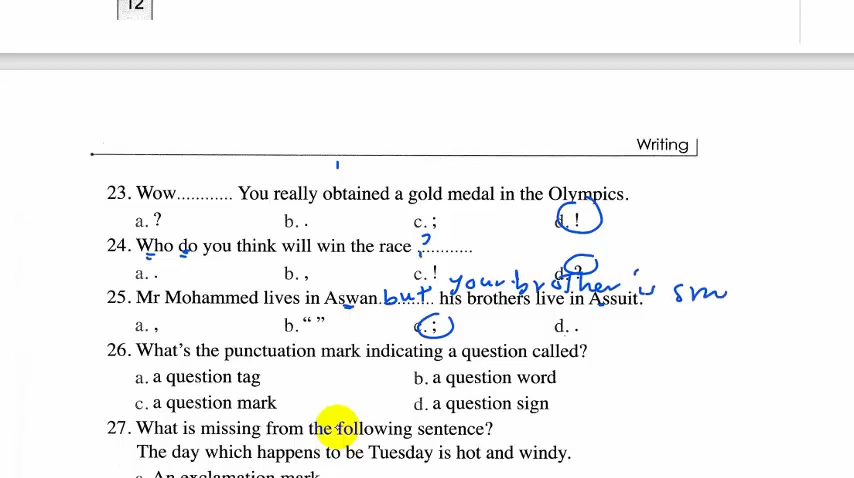 12
Writing
23. Wow............ You really obtained a gold medal in the Olympics.
a. ? b. . c. ; d. !
24. Who do you think will win the race ?...........
a. . b. , c. ! d. ?
your brother is
25. Mr Mohammed lives in Aswan.but.. his brothers live in Assuit.
a. , b. “ ” c. ; d. .
26. What’s the punctuation mark indicating a question called?
a. a question tag b. a question word
c. a question mark d. a question sign
27. What is missing from the following sentence?
The day which happens to be Tuesday is hot and windy.
a. An exclamation mark